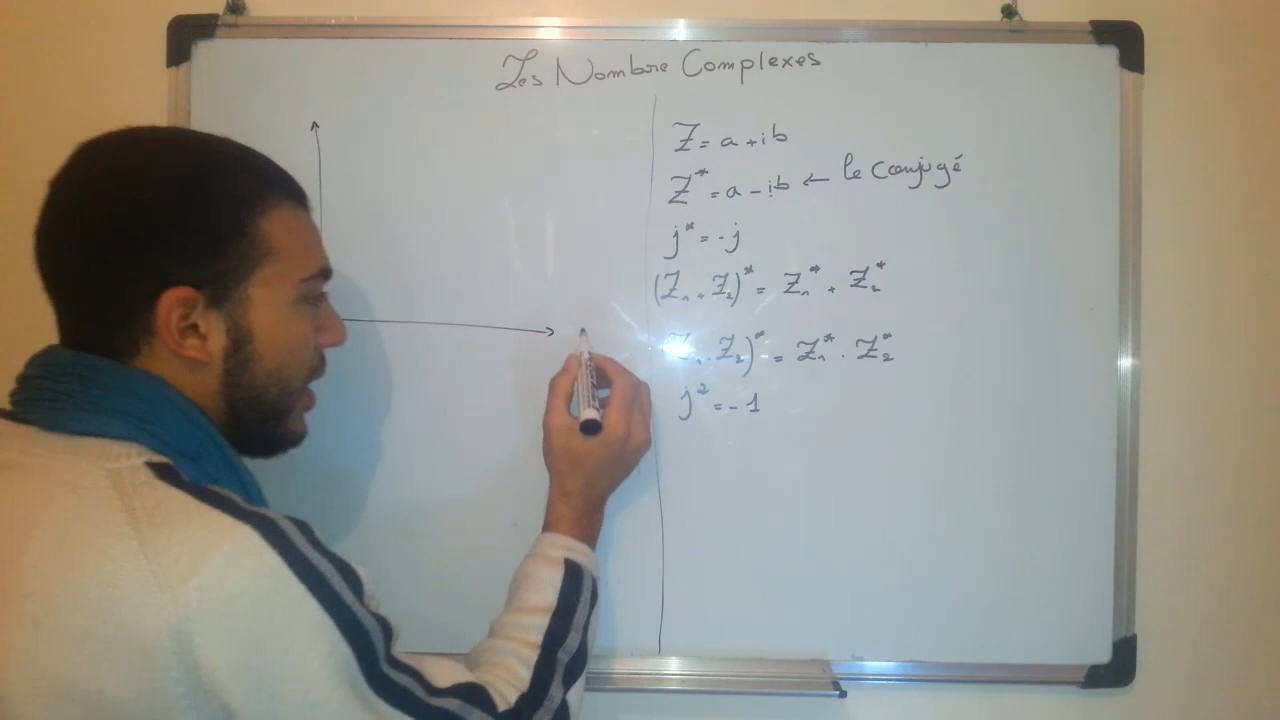 Les Nombre Complexes
Z = a + ib
Z* = a - ib ← le conjugé
j* = -j
(Z₁ + Z₂)* = Z₁* + Z₂*
Z₁ . Z₂)* = Z₁* . Z₂*
j² = -1